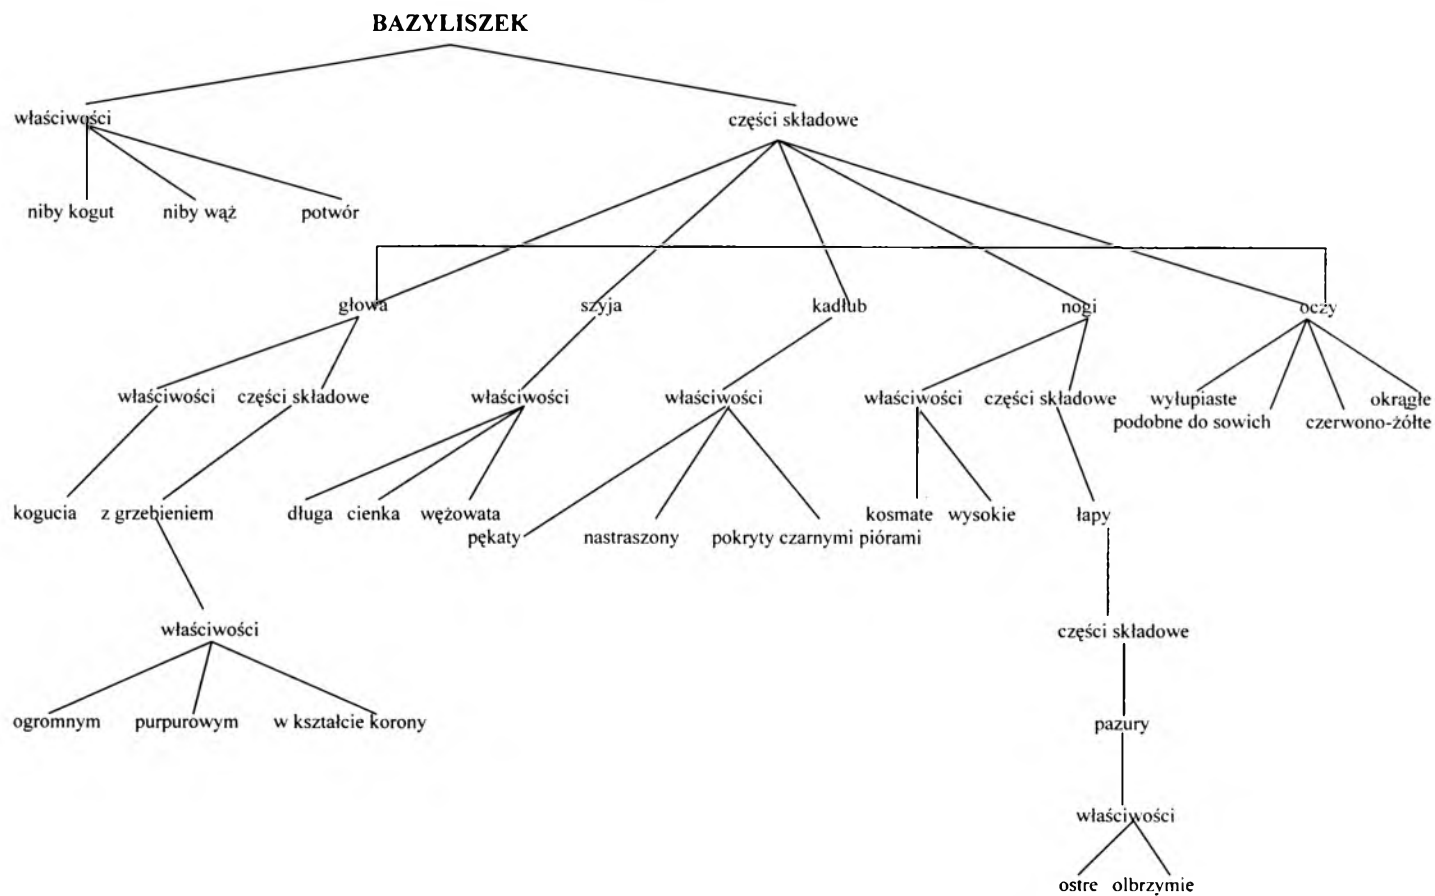 BAZYLISZEK
właściwości
części składowe
niby kogut niby wąż potwór
głowa szyja kadłub nogi oczy
właściwości części składowe właściwości właściwości właściwości części składowe wyłupiaste okrągłe
podobne do sowich czerwono-żółte
kogucia z grzebieniem długa cienka wężowata kosmate wysokie łapy
pękaty nastraszony pokryty czarnymi piórami
właściwości części składowe
ogromnym purpurowym w kształcie korony pazury
właściwości
ostre olbrzymie